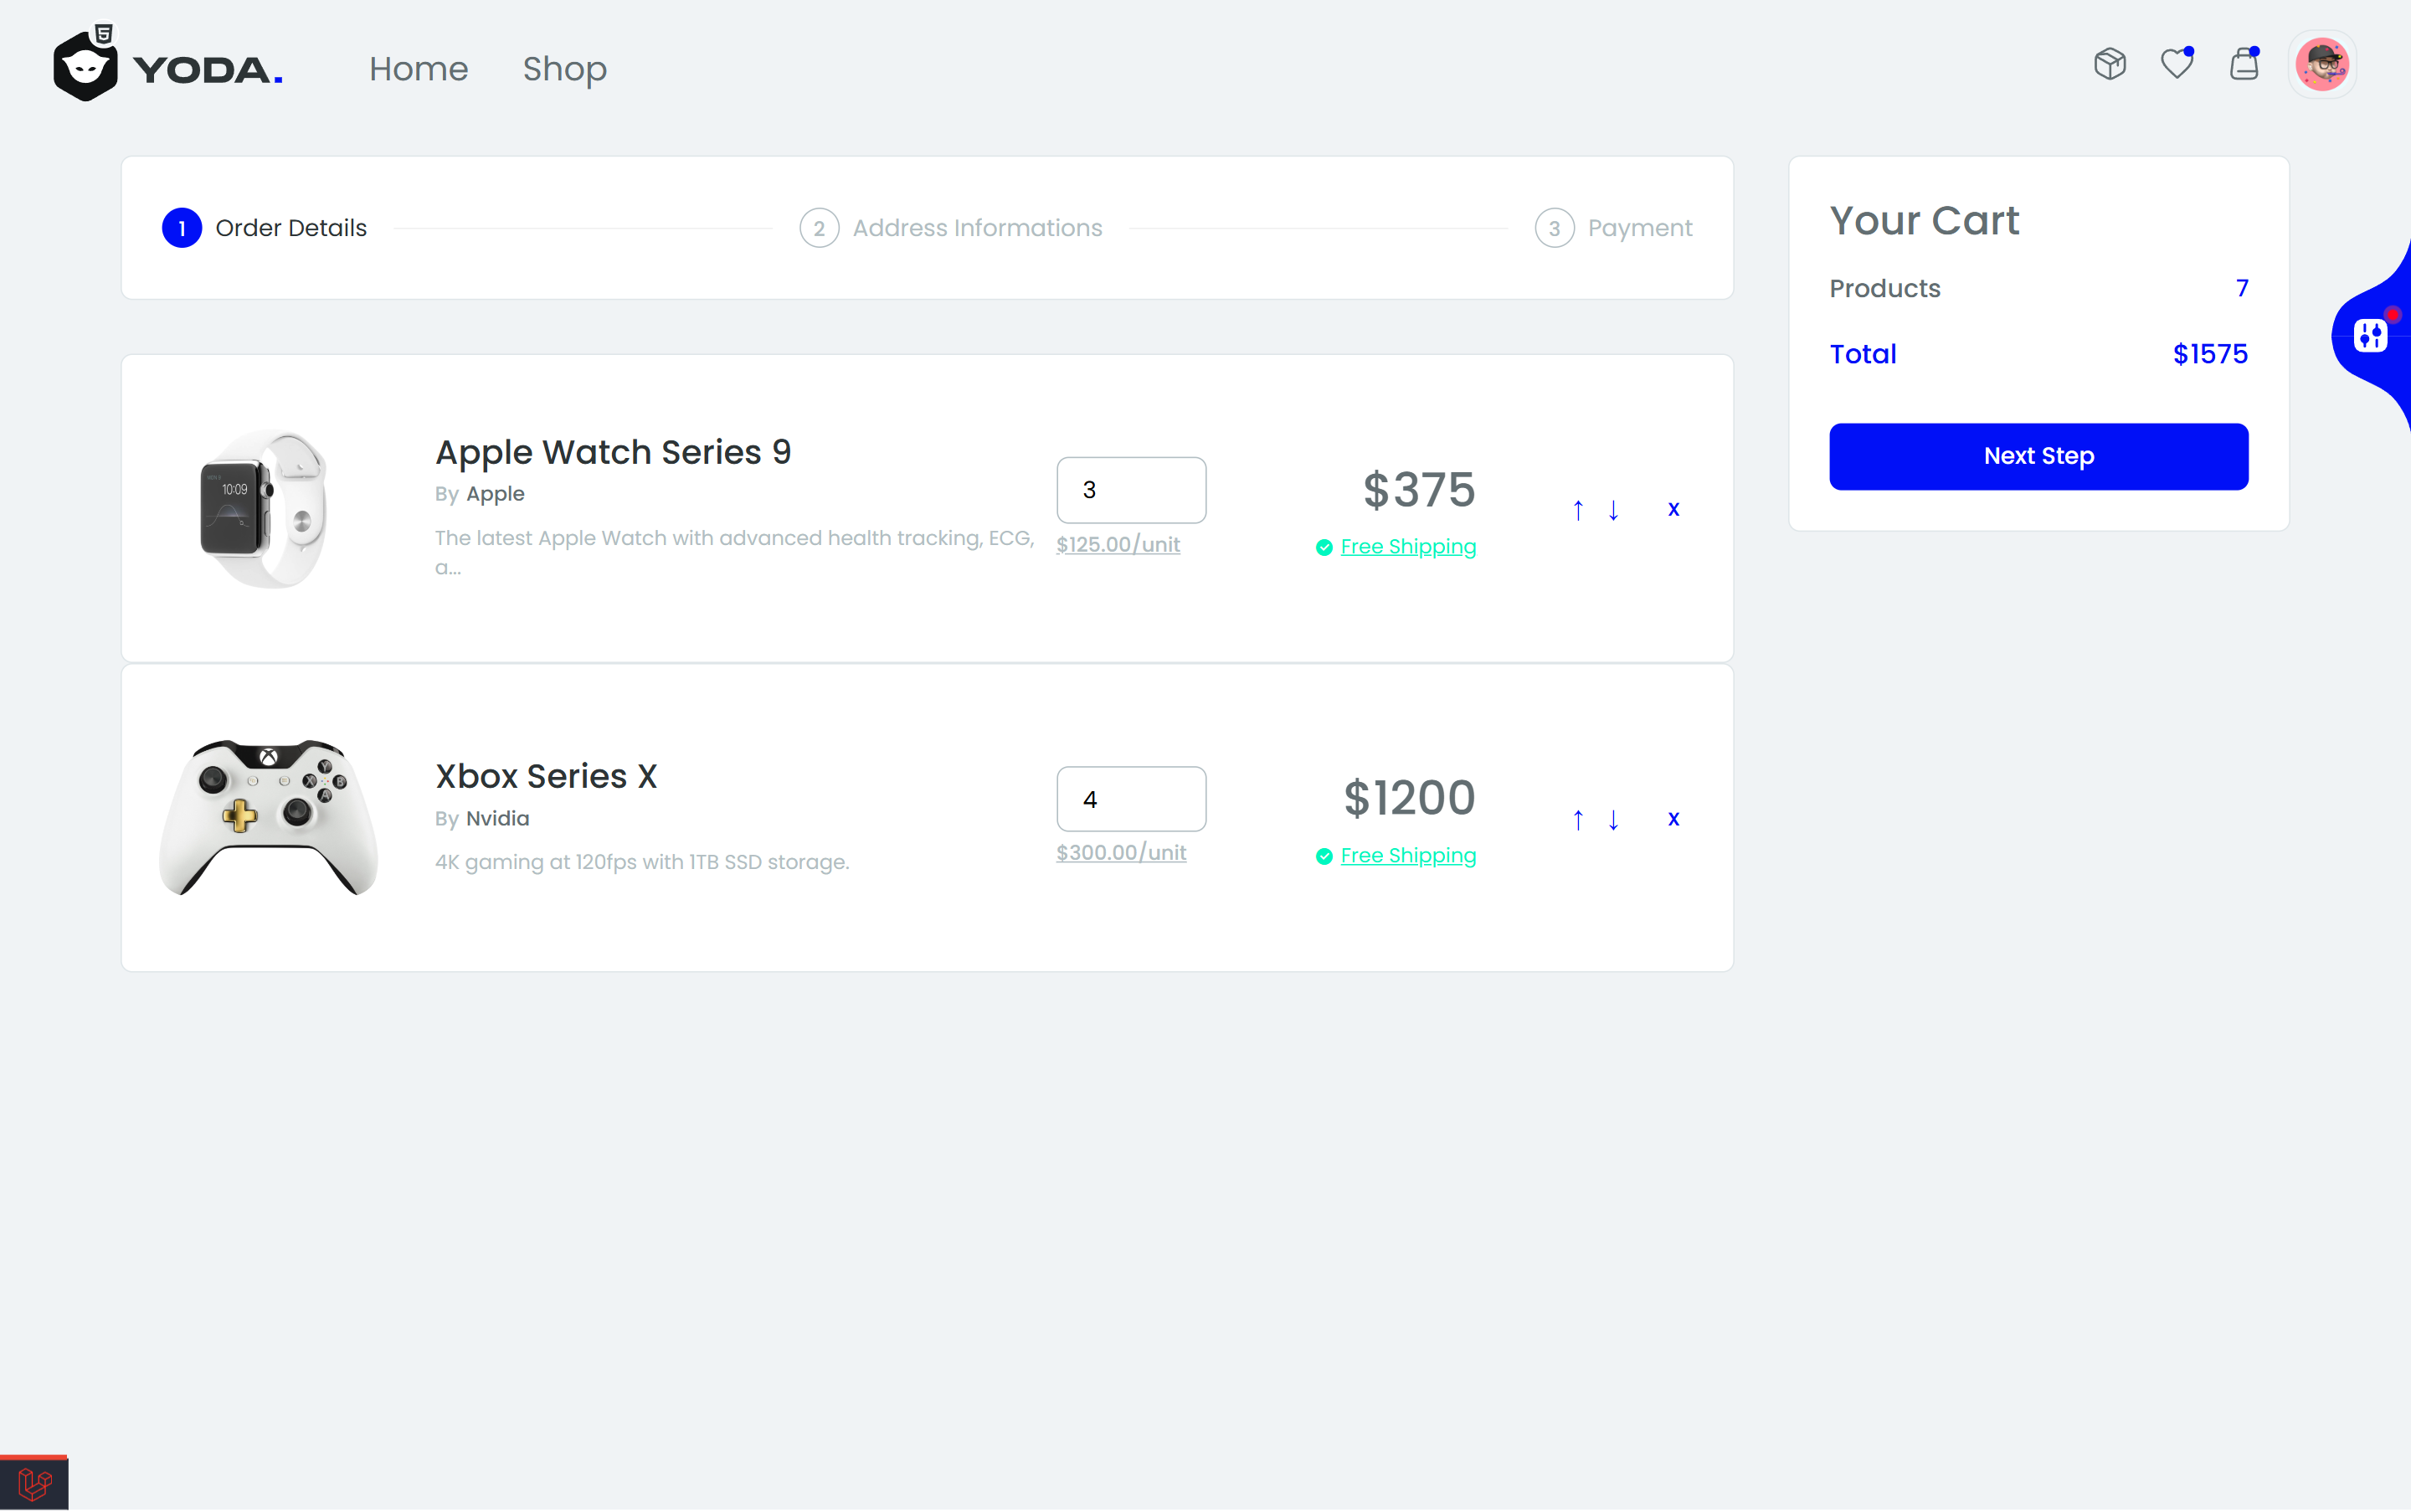 YODA.
Home
Shop
1 Order Details
2 Address Informations
3 Payment
Your Cart
Products 7
Total $1575
Next Step
10:09
Apple Watch Series 9
By Apple
The latest Apple Watch with advanced health tracking, ECG,
a...
3
$125.00/unit
$375
Free Shipping
↑ ↓ x
Y
X B
A
Xbox Series X
By Nvidia
4K gaming at 120fps with 1TB SSD storage.
4
$300.00/unit
$1200
Free Shipping
↑ ↓ x